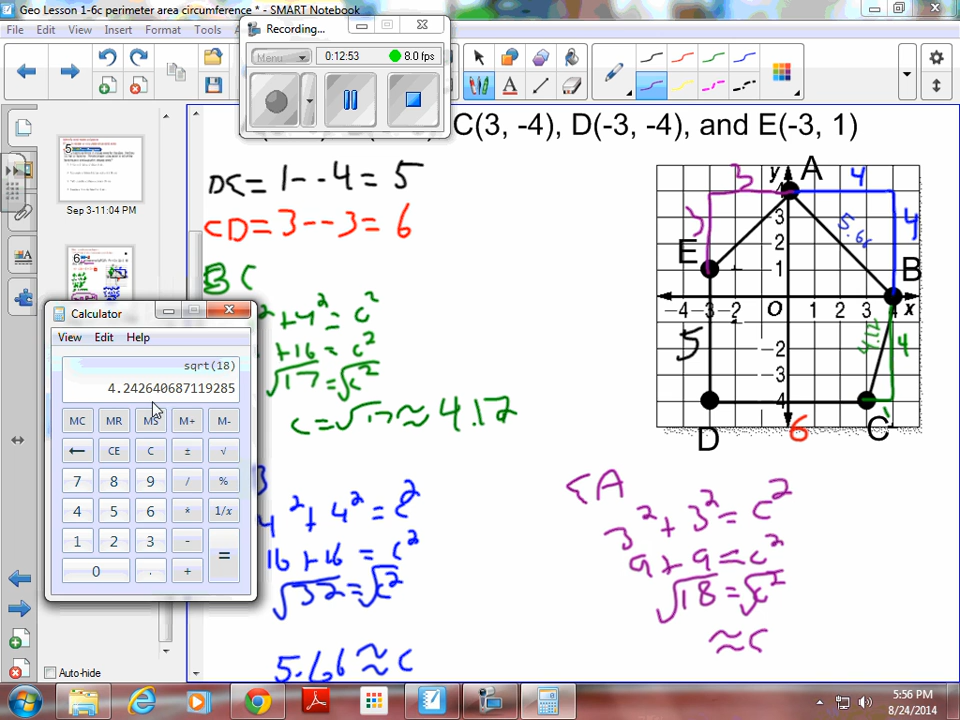 Geo Lesson 1-6c perimeter area circumference * - SMART Notebook
File Edit View Insert Format Tools
Recording...
Menu 0:12:53 8.0 fps
C(3, -4), D(-3, -4), and E(-3, 1)
Sep 3-11:04 PM
DE = 1 - -4 = 5
CD = 3 - -3 = 6
BC
² + 4² = c²
+ 16 = c²
√17 = √c²
c = √17 ≈ 4.12
Calculator
View Edit Help
sqrt(18)
4.242640687119285
MC MR MS M+ M-
← CE C ± √
7 8 9 / %
4 5 6 * 1/x
1 2 3 - =
0 . +
3 y A 4
4
3 3 5.66 4
E 2
1 B
-4 -3 -2 O 1 2 3 4 x
5 -2 4.12 4
-3
D 6 C
B
4² + 4² = c²
16 + 16 = c²
√32 = √c²
5.66 ≈ c
EA
3² + 3² = c²
9 + 9 = c²
√18 = √c²
≈ c
Auto-hide
5:56 PM
8/24/2014